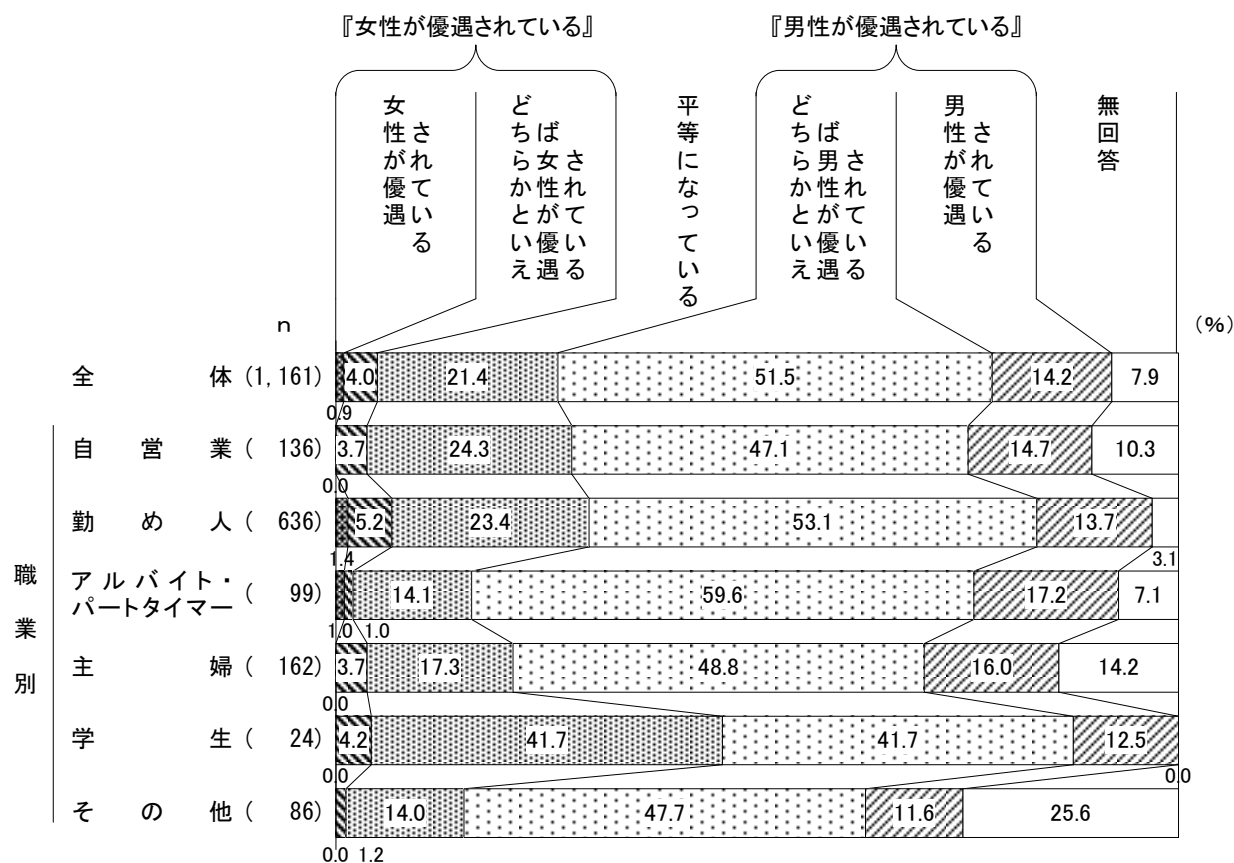 『女性が優遇されている』 『男性が優遇されている』
女性が優遇
されている
どちらかといえ
ば女性が優遇
されている
平等になっている
どちらかといえ
ば男性が優遇
されている
男性が優遇
されている
無回答
n (%)
全体 (1,161) 4.0 21.4 51.5 14.2 7.9
0.9
職業別
自営業 ( 136) 3.7 24.3 47.1 14.7 10.3
0.0
勤め人 ( 636) 5.2 23.4 53.1 13.7
1.4 3.1
アルバイト・
パートタイマー ( 99) 14.1 59.6 17.2 7.1
1.0 1.0
主婦 ( 162) 3.7 17.3 48.8 16.0 14.2
0.0
学生 ( 24) 4.2 41.7 41.7 12.5
0.0 0.0
その他 ( 86) 14.0 47.7 11.6 25.6
0.0 1.2